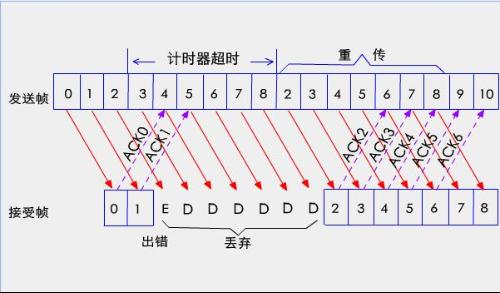 计时器超时 重 传
发送帧 0 1 2 3 4 5 6 7 8 2 3 4 5 6 7 8 9 10
ACK0 ACK1 ACK2 ACK3 ACK4 ACK5 ACK6
接受帧 0 1 E D D D D D D 2 3 4 5 6 7 8
出错 丢弃